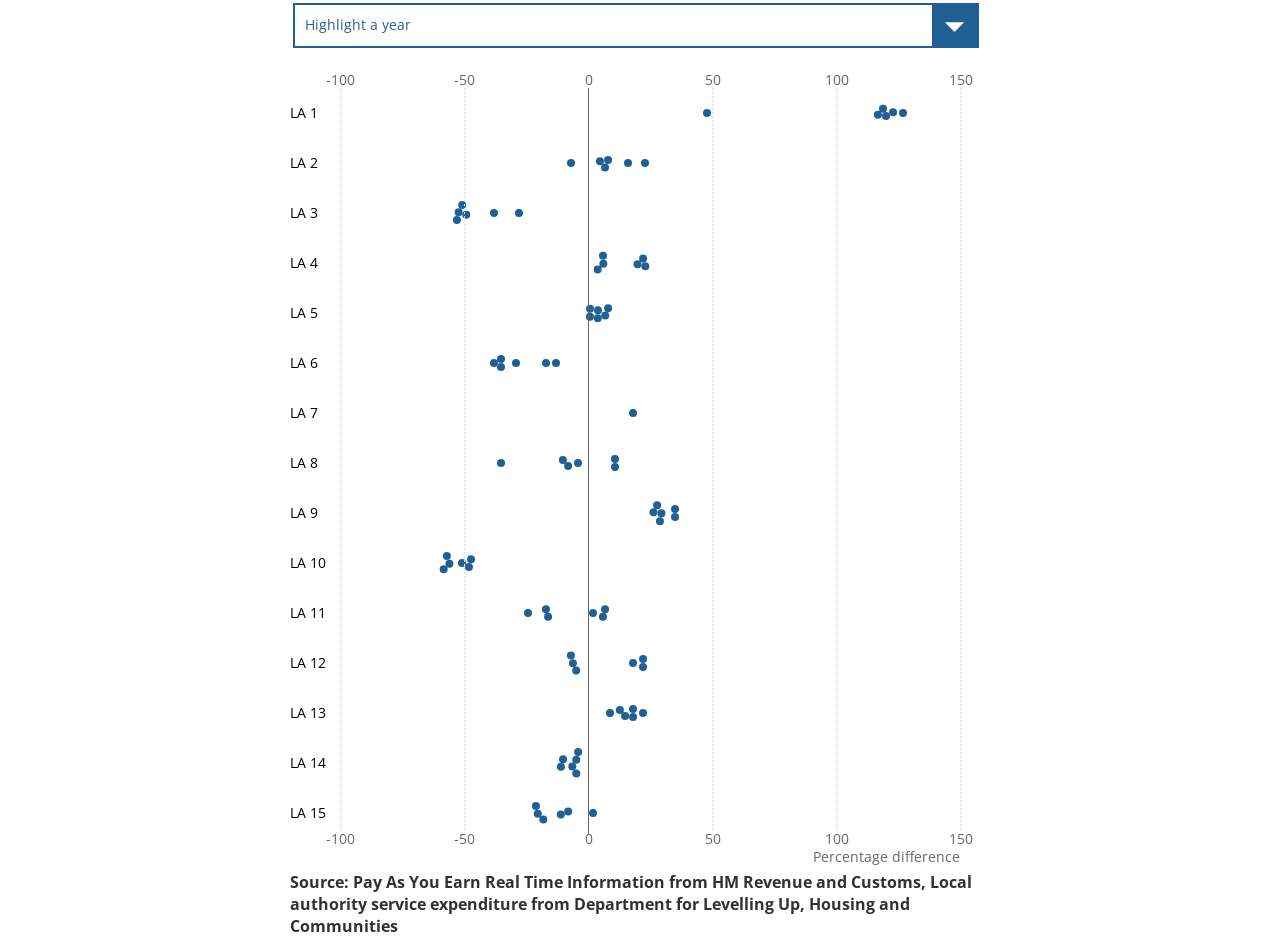 Highlight a year
-100 -50 0 50 100 150
LA 1
LA 2
LA 3
LA 4
LA 5
LA 6
LA 7
LA 8
LA 9
LA 10
LA 11
LA 12
LA 13
LA 14
LA 15
-100 -50 0 50 100 150
Percentage difference
Source: Pay As You Earn Real Time Information from HM Revenue and Customs, Local
authority service expenditure from Department for Levelling Up, Housing and
Communities